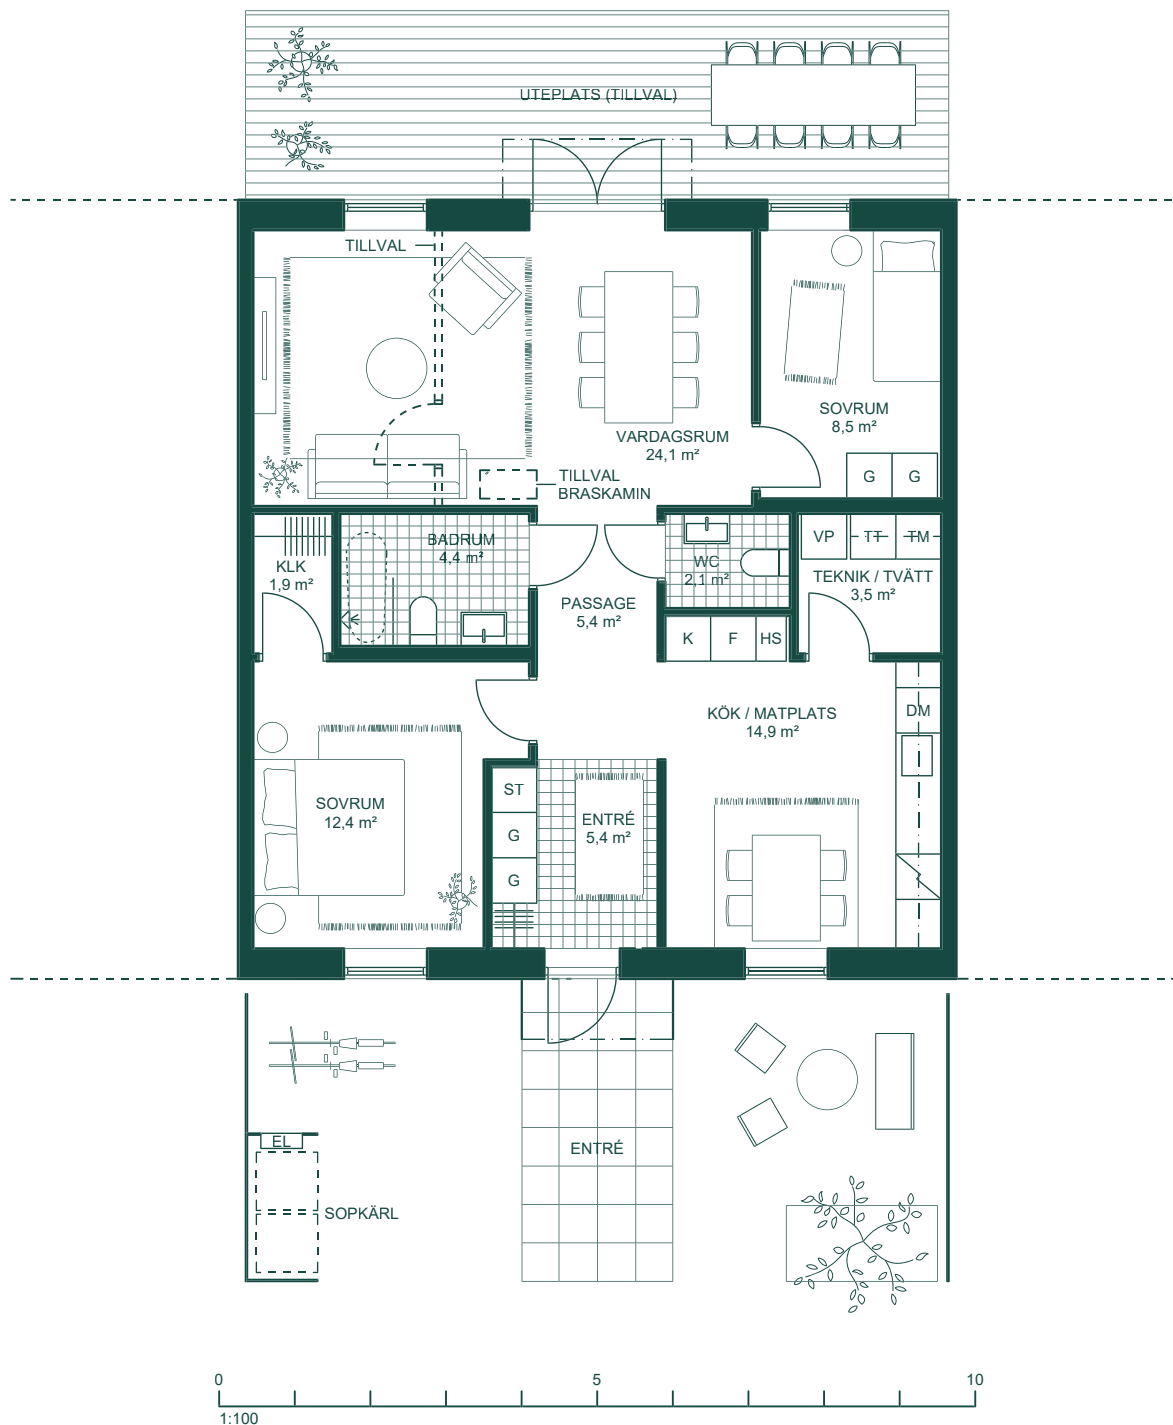 UTEPLATS (TILLVAL)
TILLVAL
SOVRUM
8,5 m²
VARDAGSRUM
24,1 m²
G G
TILLVAL
BRASKAMIN
BADRUM
4,4 m²
KLK
1,9 m²
WC
2,1 m²
VP TT TM
TEKNIK / TVÄTT
3,5 m²
PASSAGE
5,4 m²
K F HS
KÖK / MATPLATS
14,9 m²
DM
SOVRUM
12,4 m²
ST
G
G
ENTRÉ
5,4 m²
EL
ENTRÉ
SOPKÄRL
0 5 10
1:100